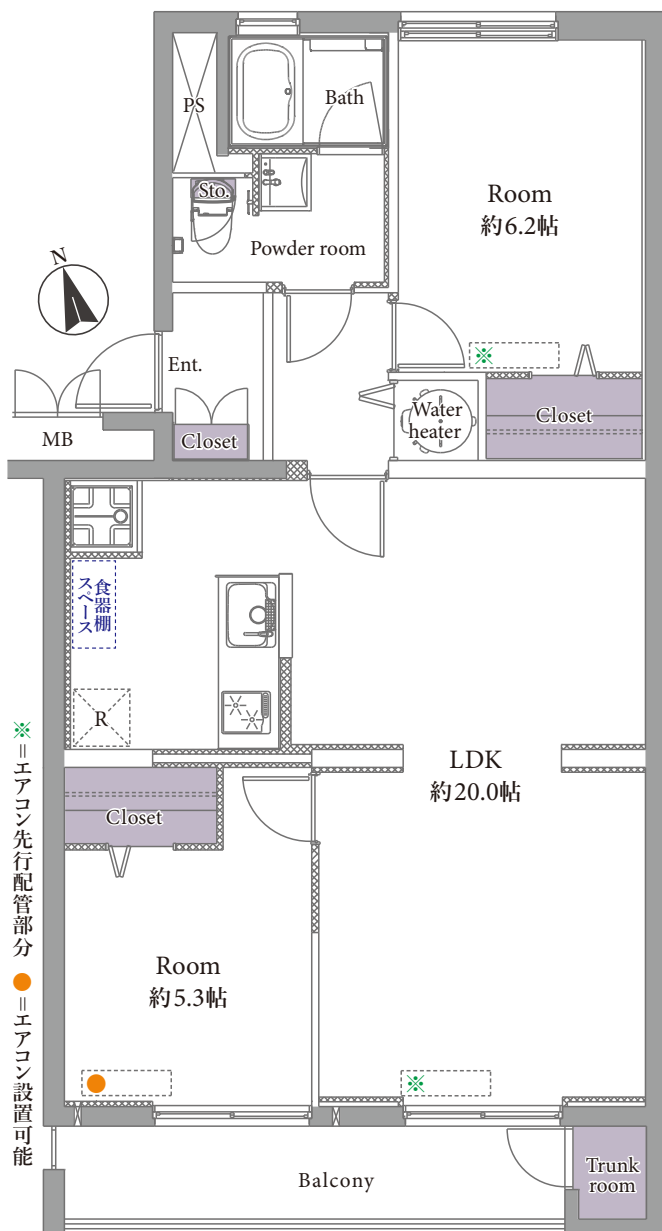 PS
Bath
Sto.
Powder room
Room
約6.2帖
N
※
Ent.
Closet
MB
Water
heater
Closet
食器棚
スペース
R
LDK
約20.0帖
Closet
Room
約5.3帖
※
Balcony
Trunk
room
※=エアコン先行配管部分 ●=エアコン設置可能